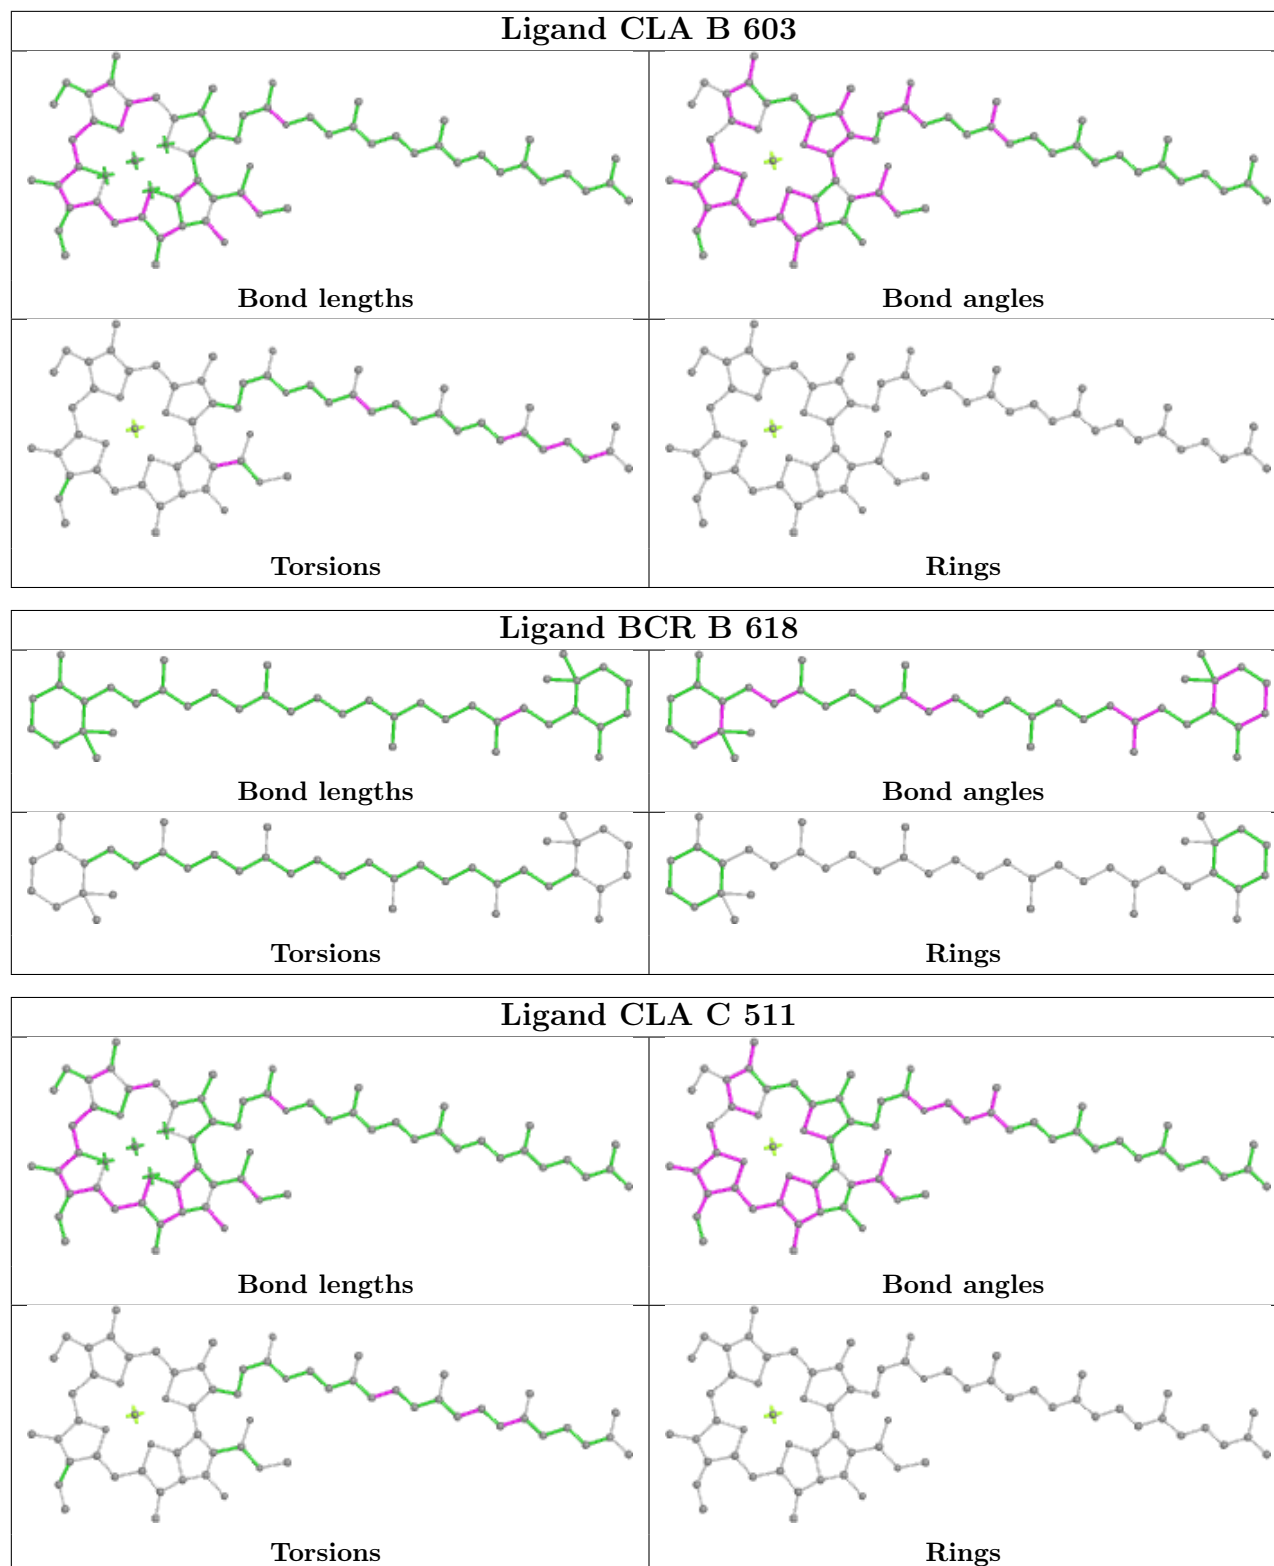 Ligand CLA B 603
Bond lengths
Bond angles
Torsions
Rings
Ligand BCR B 618
Bond lengths
Bond angles
Torsions
Rings
Ligand CLA C 511
Bond lengths
Bond angles
Torsions
Rings